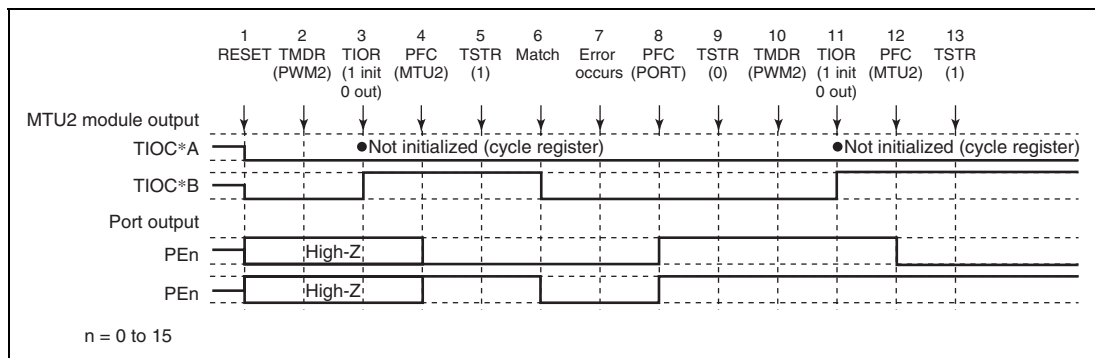 1 2 3 4 5 6 7 8 9 10 11 12 13
RESET TMDR TIOR PFC TSTR Match Error PFC TSTR TMDR TIOR PFC TSTR
(PWM2) (1 init (MTU2) (1) occurs (PORT) (0) (PWM2) (1 init (MTU2) (1)
0 out) 0 out)
MTU2 module output
TIOC*A ●Not initialized (cycle register) ●Not initialized (cycle register)
TIOC*B
Port output
PEn High-Z
PEn High-Z
n = 0 to 15